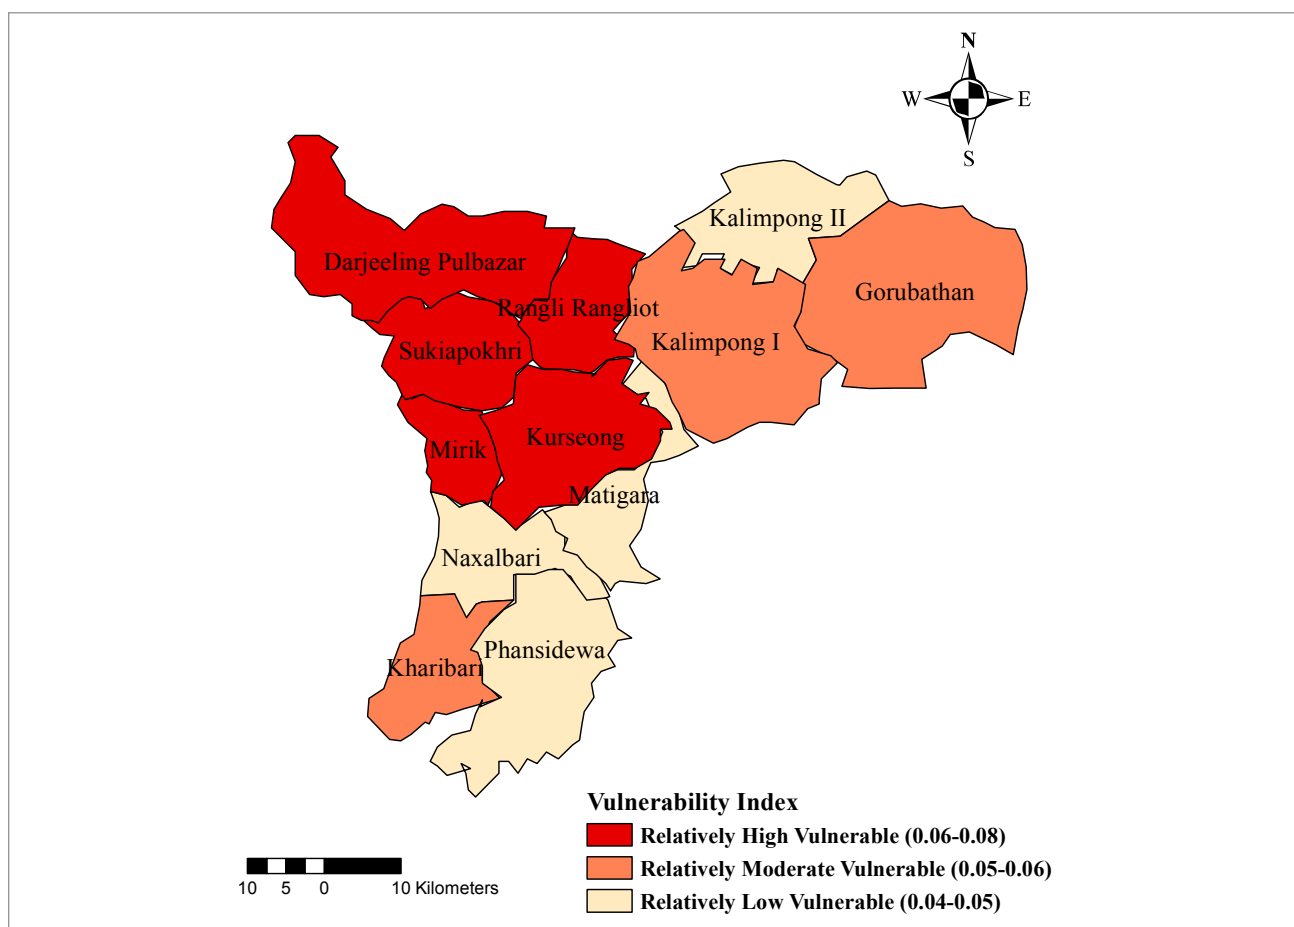 N
W E
S
Kalimpong II
Darjeeling Pulbazar
Gorubathan
Rangli Rangliot
Kalimpong I
Sukiapokhri
Kurseong
Mirik
Matigara
Naxalbari
Phansidewa
Kharibari
Vulnerability Index
Relatively High Vulnerable (0.06-0.08)
Relatively Moderate Vulnerable (0.05-0.06)
Relatively Low Vulnerable (0.04-0.05)
10 5 0 10 Kilometers